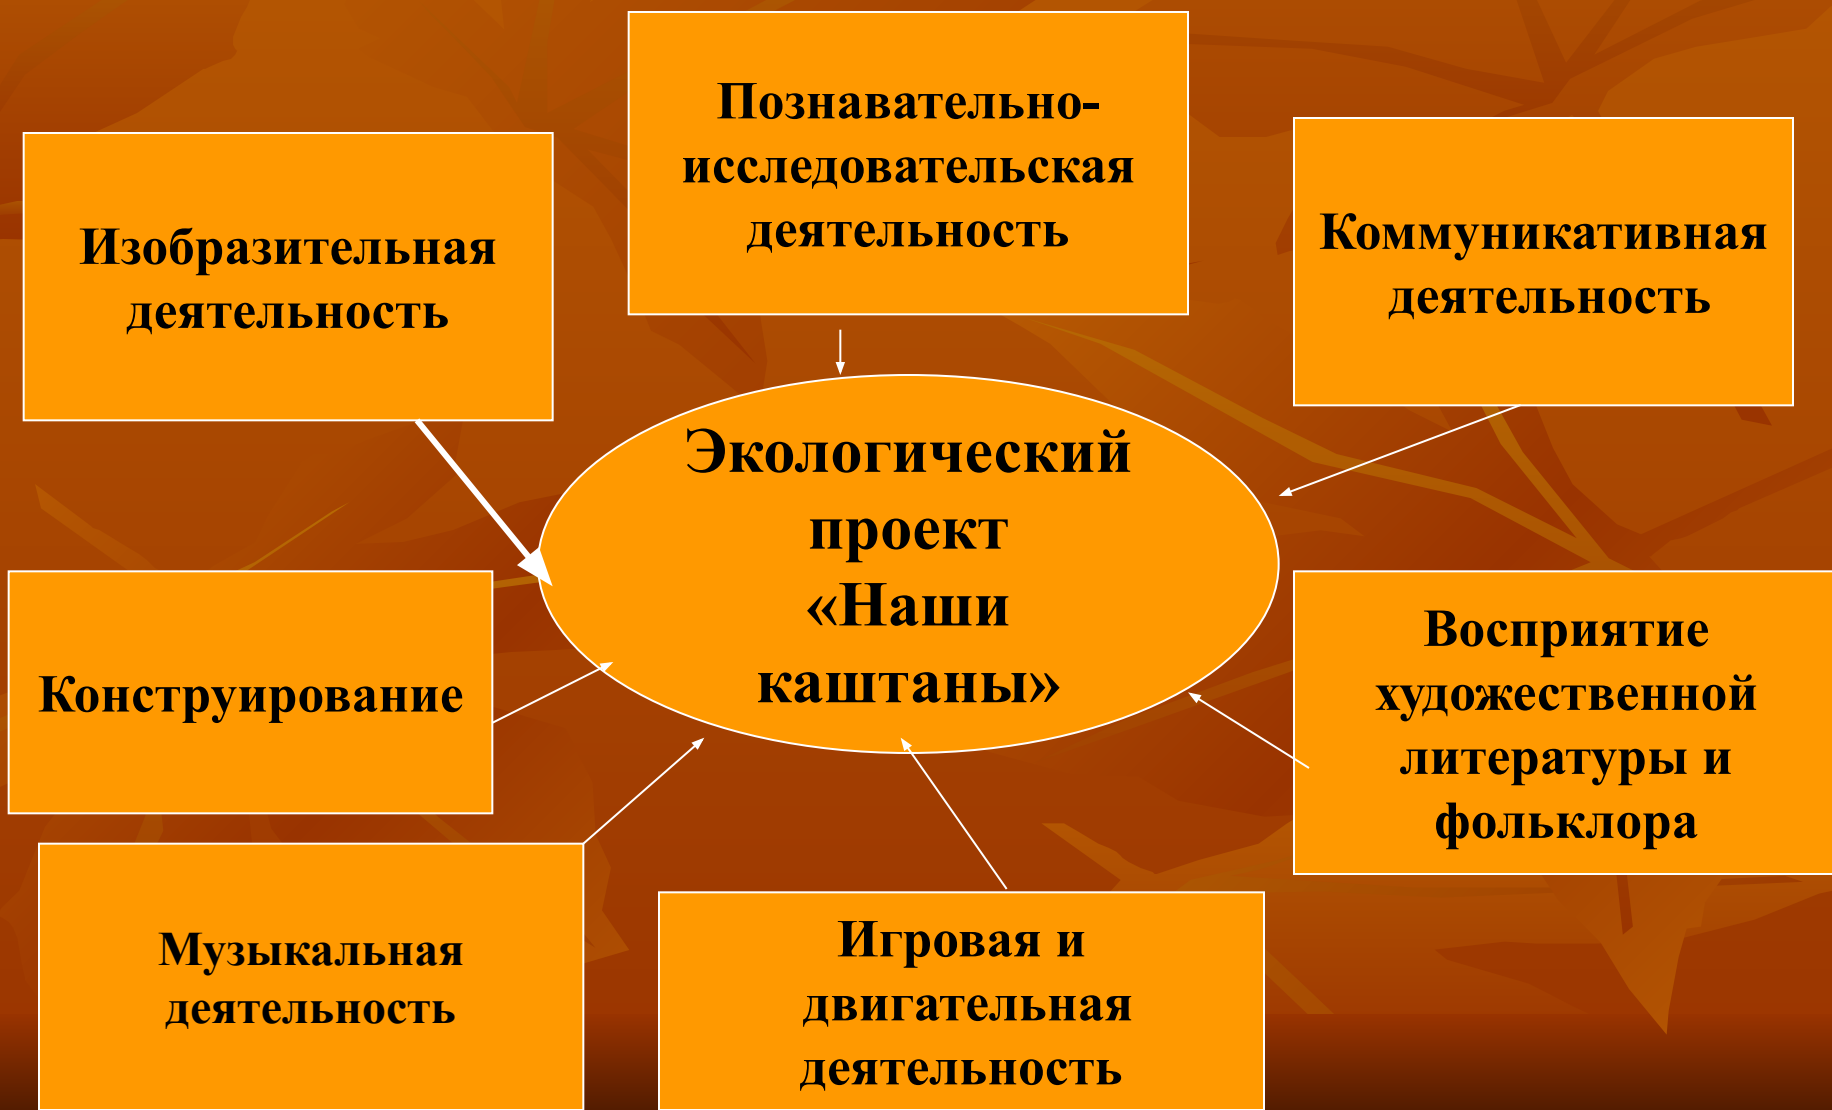 Познавательно-
исследовательская
деятельность
Изобразительная
деятельность
Коммуникативная
деятельность
Экологический
проект
«Наши
каштаны»
Конструирование
Восприятие
художественной
литературы и
фольклора
Музыкальная
деятельность
Игровая и
двигательная
деятельность